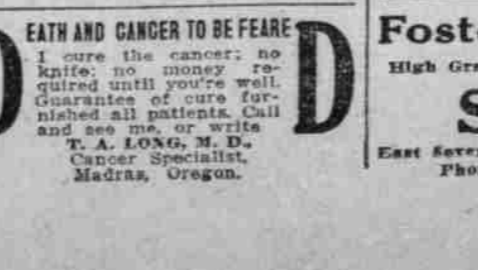 D EATH AND CANCER TO BE FEARE D
I cure the cancer; no
knife; no money re-
quired until you're well.
Guarantee of cure fur-
nished all patients. Call
and see me, or write
T. A. LONG, M. D.,
Cancer Specialist,
Madras, Oregon.
Fost
High Gra
S
East Seve
Pho